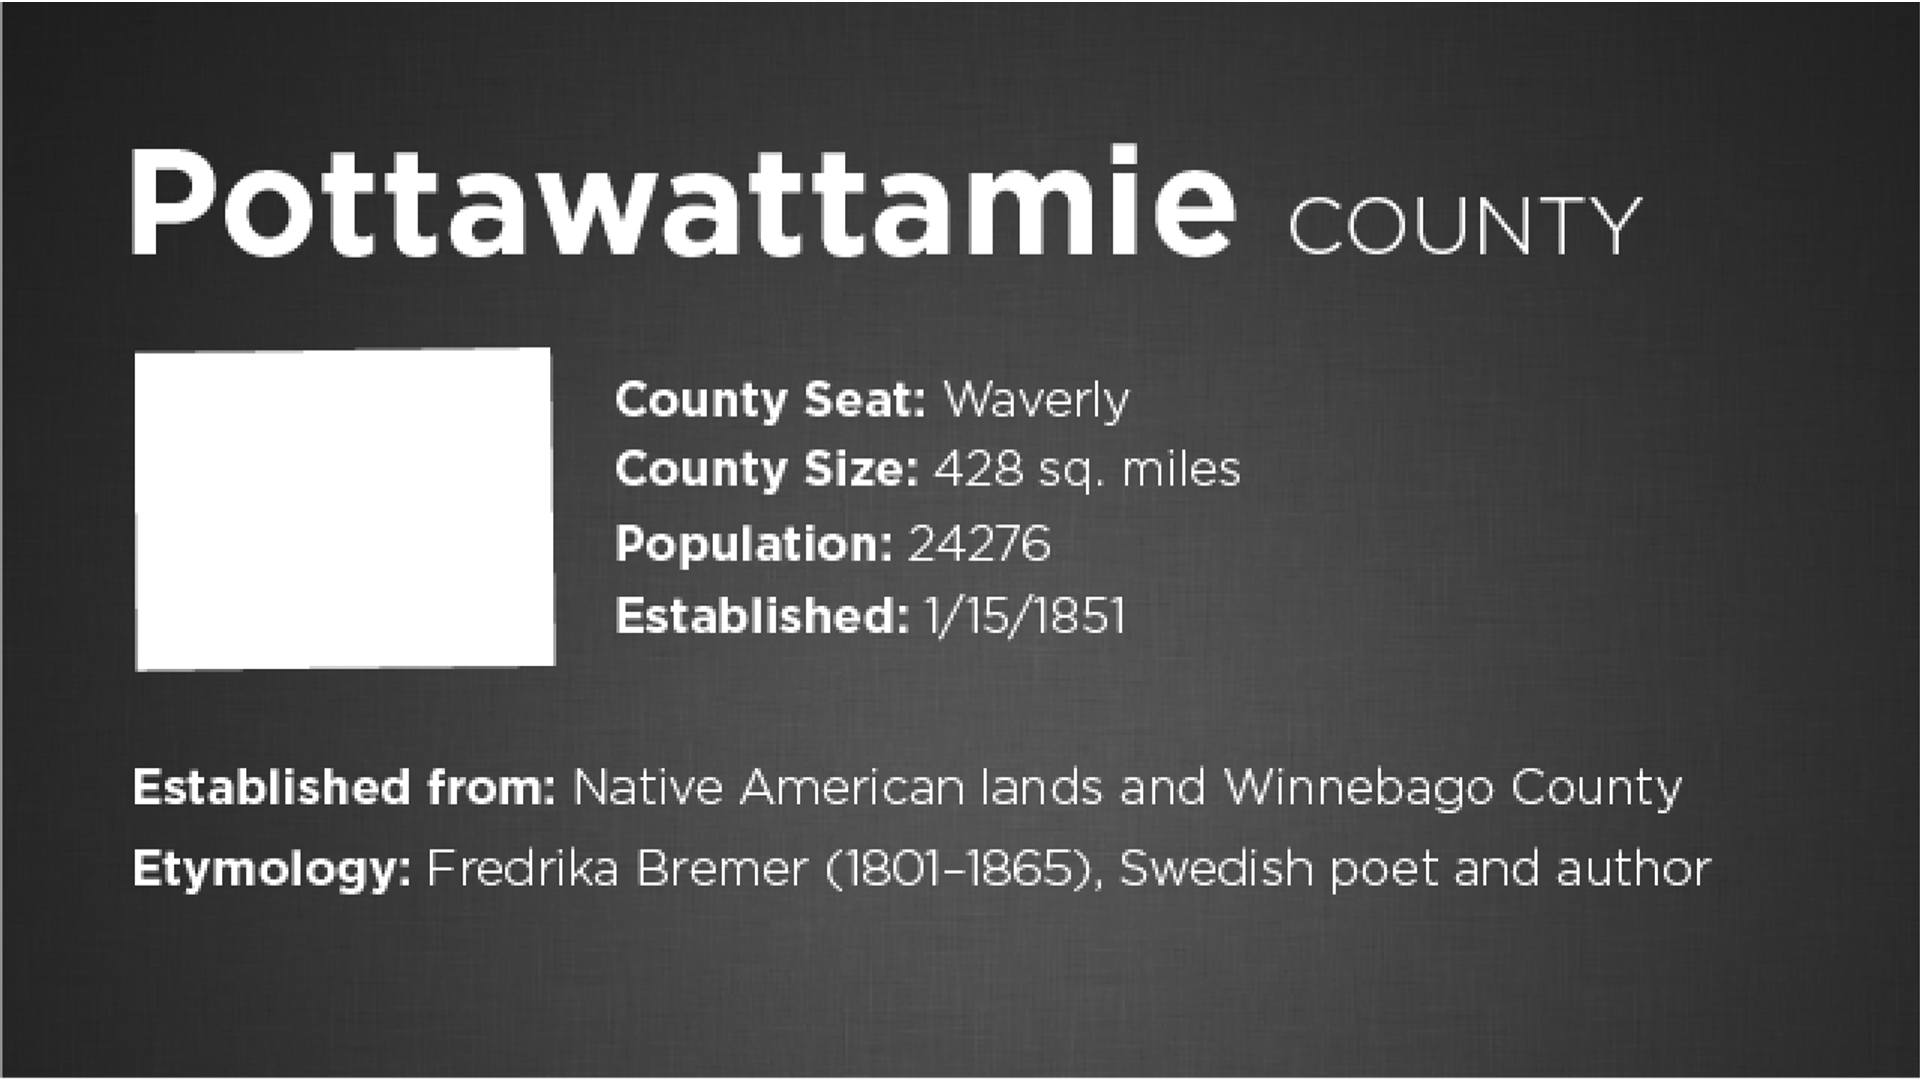 Pottawattamie COUNTY
County Seat: Waverly
County Size: 428 sq. miles
Population: 24276
Established: 1/15/1851
Established from: Native American lands and Winnebago County
Etymology: Fredrika Bremer (1801–1865), Swedish poet and author